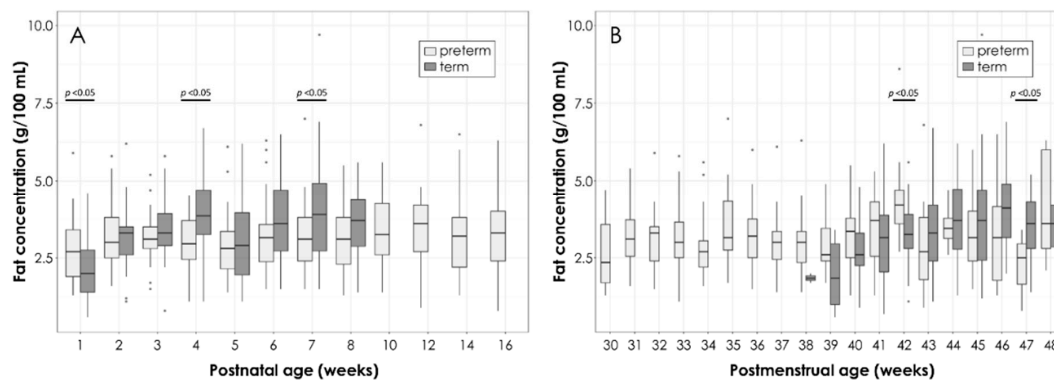 A
preterm
term
p <0.05
p <0.05
p <0.05
Fat concentration (g/100 mL)
10.0
7.5
5.0
2.5
1 2 3 4 5 6 7 8 10 12 14 16
Postnatal age (weeks)
B
preterm
term
p <0.05
p <0.05
Fat concentration (g/100 mL)
10.0
7.5
5.0
2.5
30 31 32 33 34 35 36 37 38 39 40 41 42 43 44 45 46 47 48
Postmenstrual age (weeks)